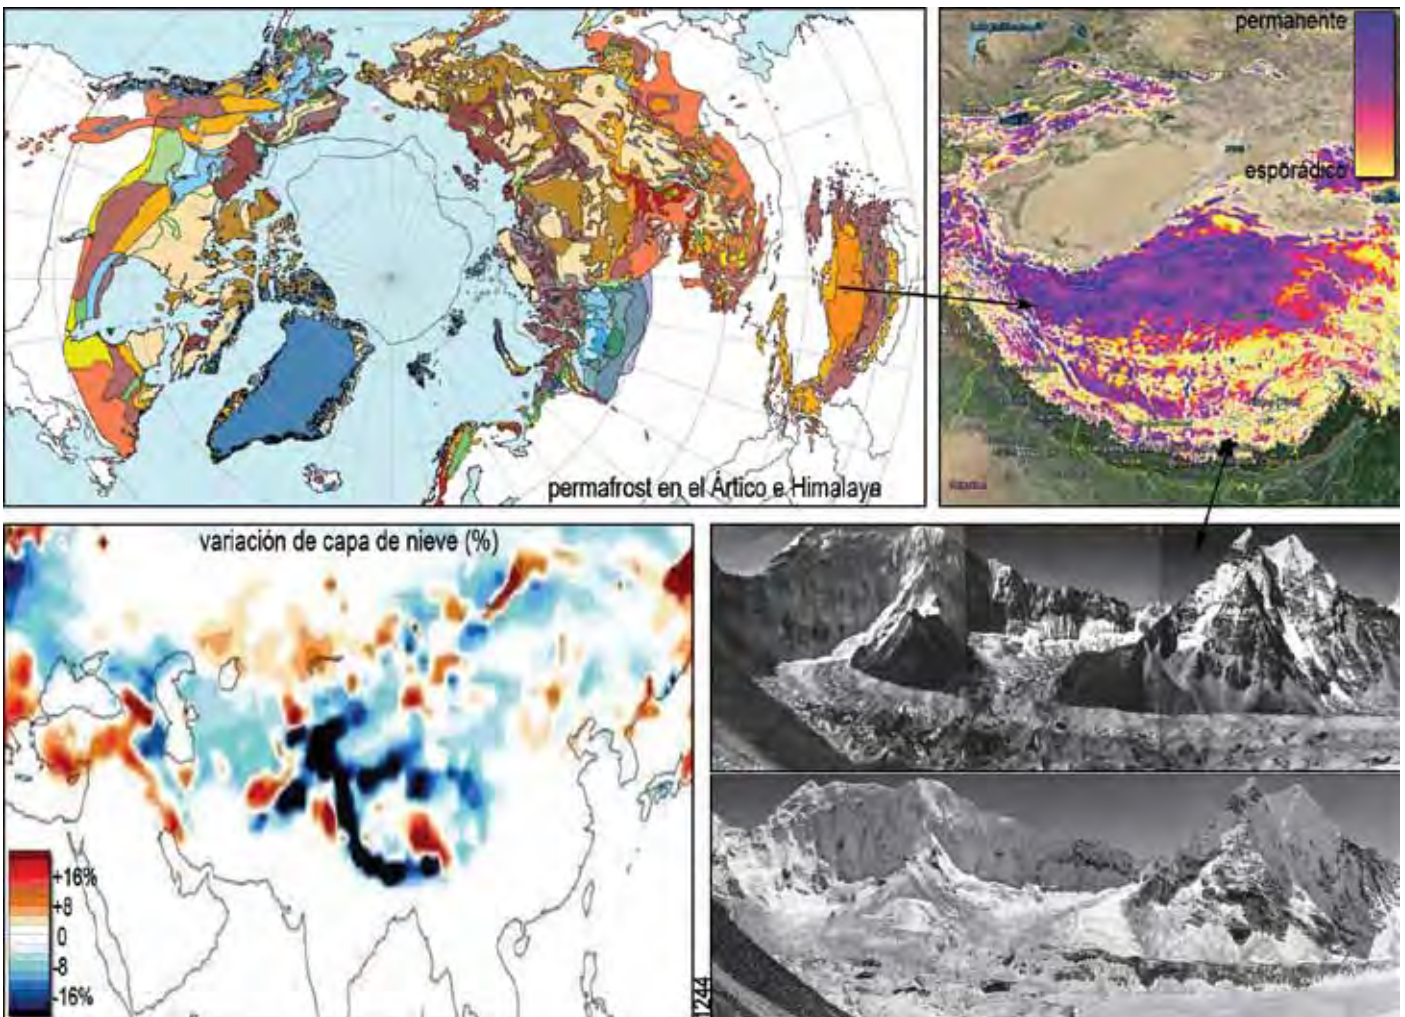 permafrost en el Ártico e Himalaya
permanente
esporádico
variación de capa de nieve (%)
+16%
+8
0
-8
-16%
1244